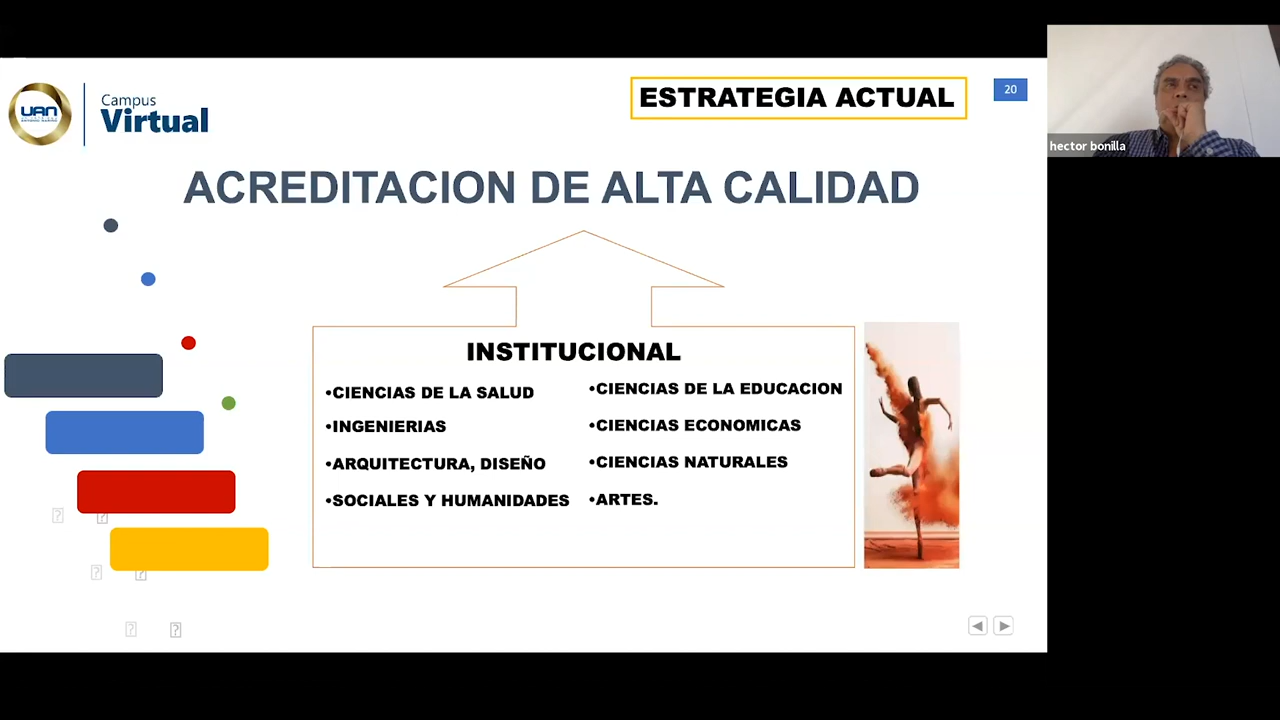 UAN
Campus
Virtual
ESTRATEGIA ACTUAL
20
hector bonilla
ACREDITACION DE ALTA CALIDAD
INSTITUCIONAL
•CIENCIAS DE LA SALUD
•INGENIERIAS
•ARQUITECTURA, DISEÑO
•SOCIALES Y HUMANIDADES
•CIENCIAS DE LA EDUCACION
•CIENCIAS ECONOMICAS
•CIENCIAS NATURALES
•ARTES.